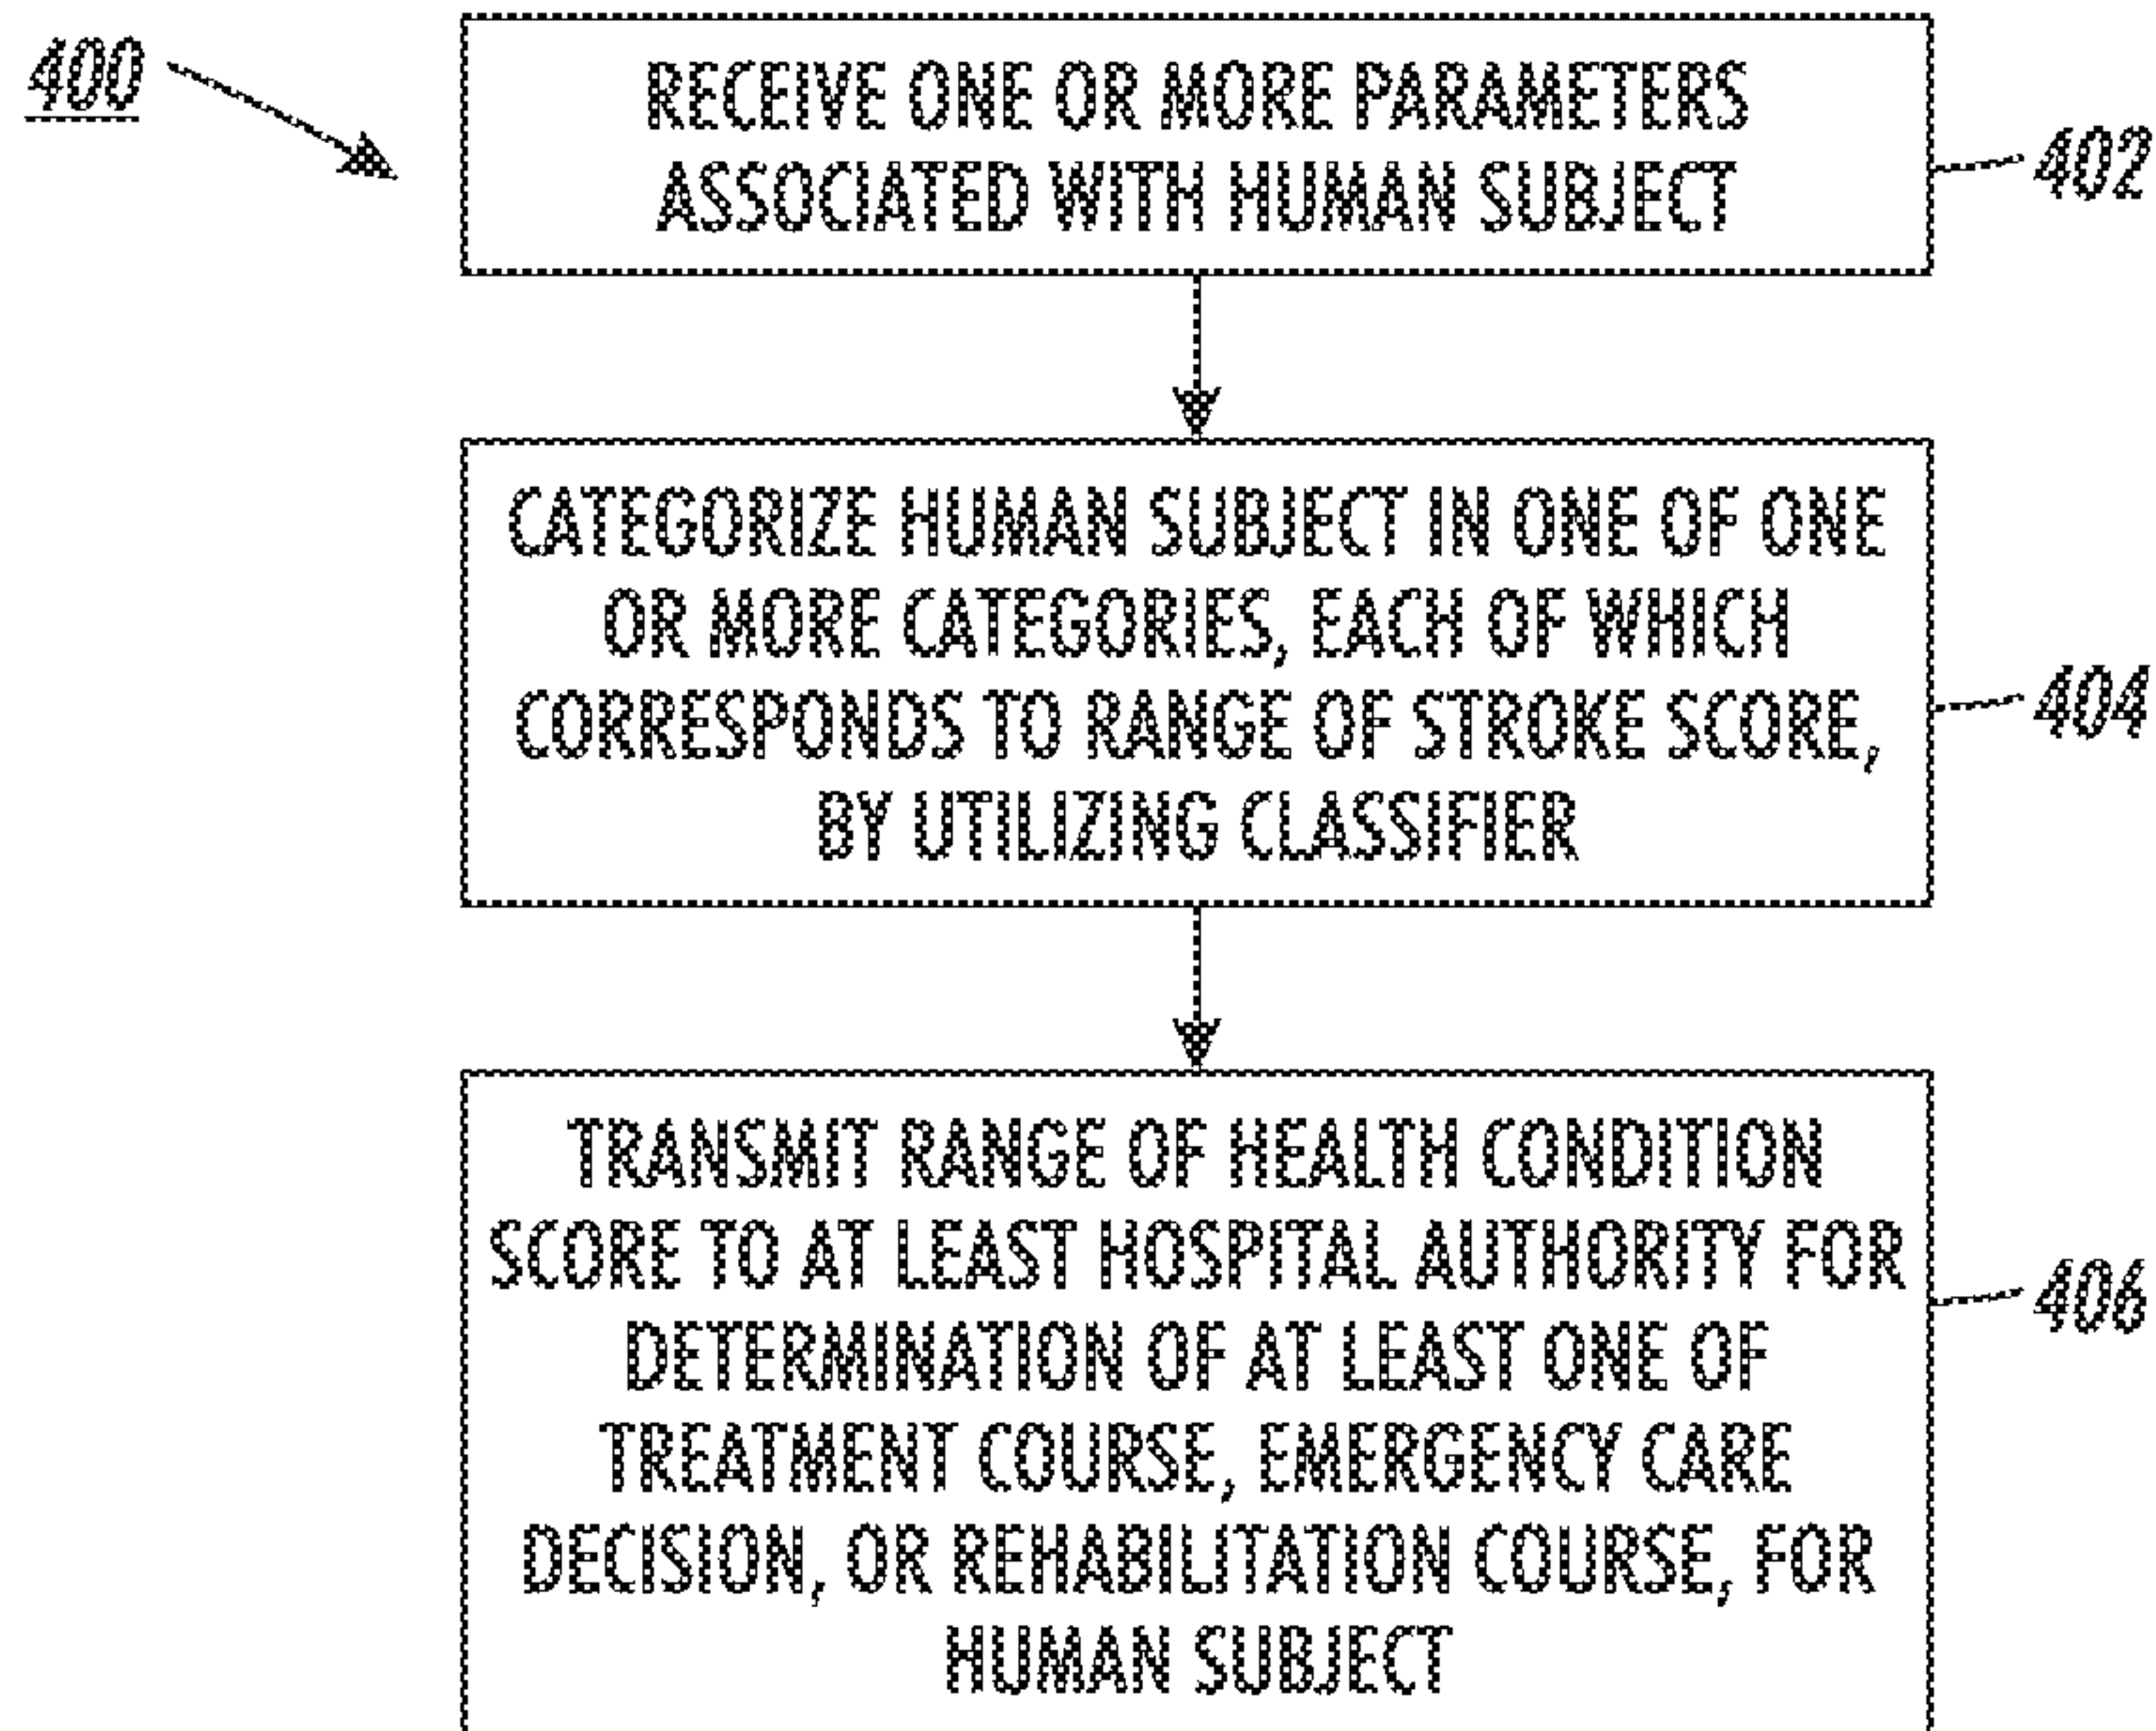 400
RECEIVE ONE OR MORE PARAMETERS
ASSOCIATED WITH HUMAN SUBJECT
402
CATEGORIZE HUMAN SUBJECT IN ONE OF ONE
OR MORE CATEGORIES, EACH OF WHICH
CORRESPONDS TO RANGE OF STROKE SCORE,
BY UTILIZING CLASSIFIER
404
TRANSMIT RANGE OF HEALTH CONDITION
SCORE TO AT LEAST HOSPITAL AUTHORITY FOR
DETERMINATION OF AT LEAST ONE OF
TREATMENT COURSE, EMERGENCY CARE
DECISION, OR REHABILITATION COURSE, FOR
HUMAN SUBJECT
406